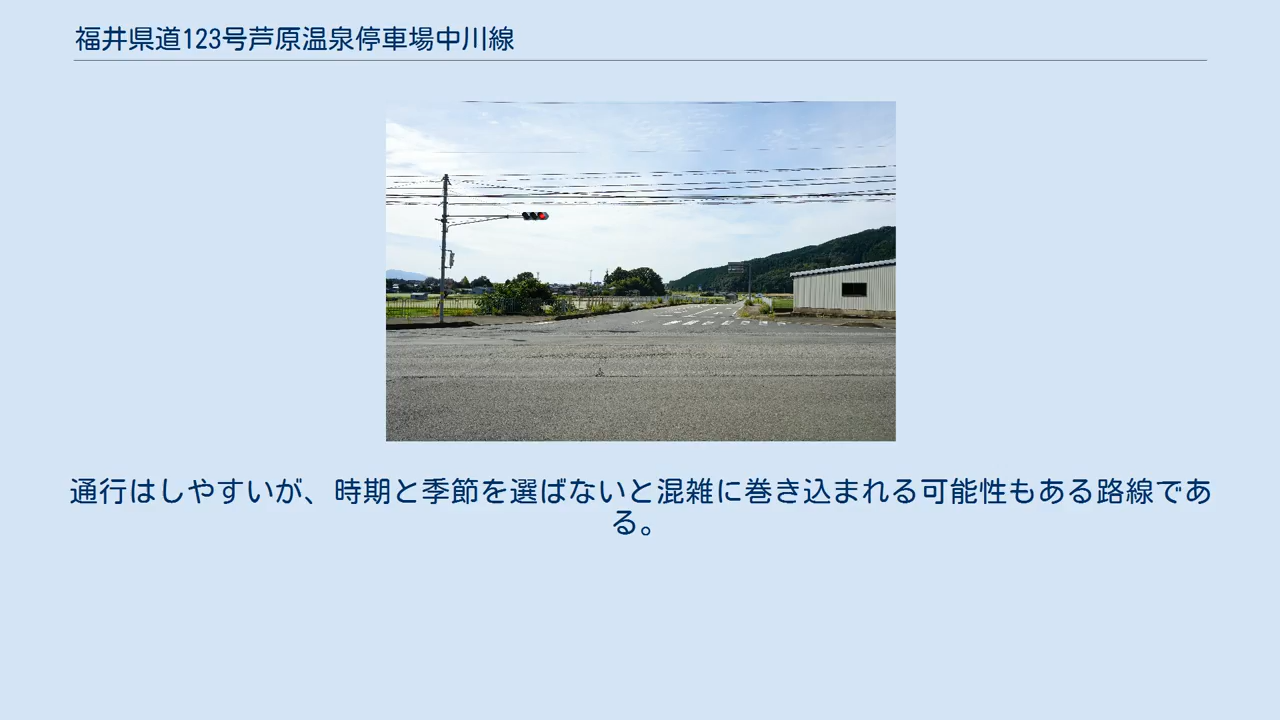 福井県道123号芦原温泉停車場中川線
通行はしやすいが、時期と季節を選ばないと混雑に巻き込まれる可能性もある路線であ
る。